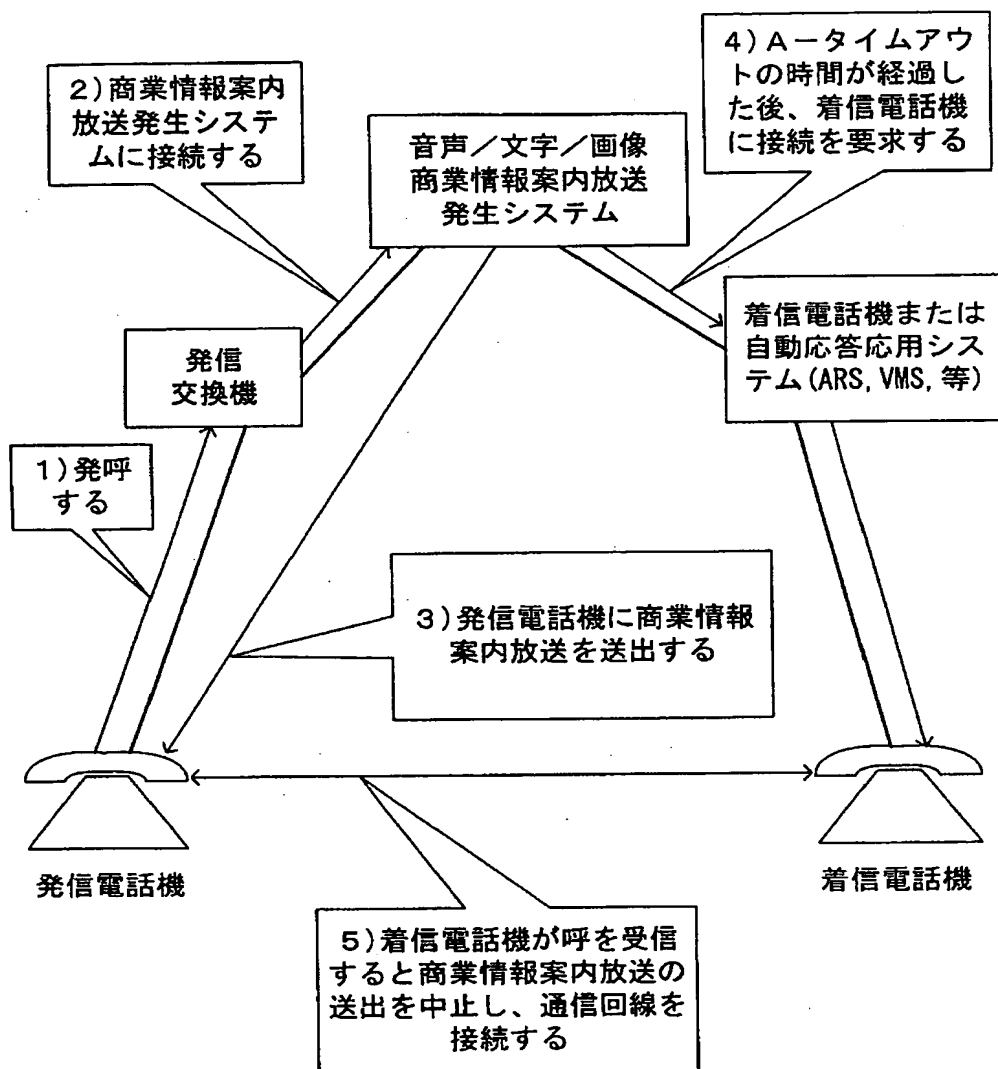 4)A－タイムアウ
トの時間が経過し
た後、着信電話機
に接続を要求する
2)商業情報案内
放送発生システ
ムに接続する
音声／文字／画像
商業情報案内放送
発生システム
着信電話機または
自動応答応用シス
テム(ARS, VMS, 等)
発信
交換機
1)発呼
する
3)発信電話機に商業情報
案内放送を送出する
発信電話機
着信電話機
5)着信電話機が呼を受信
すると商業情報案内放送の
送出を中止し、通信回線を
接続する